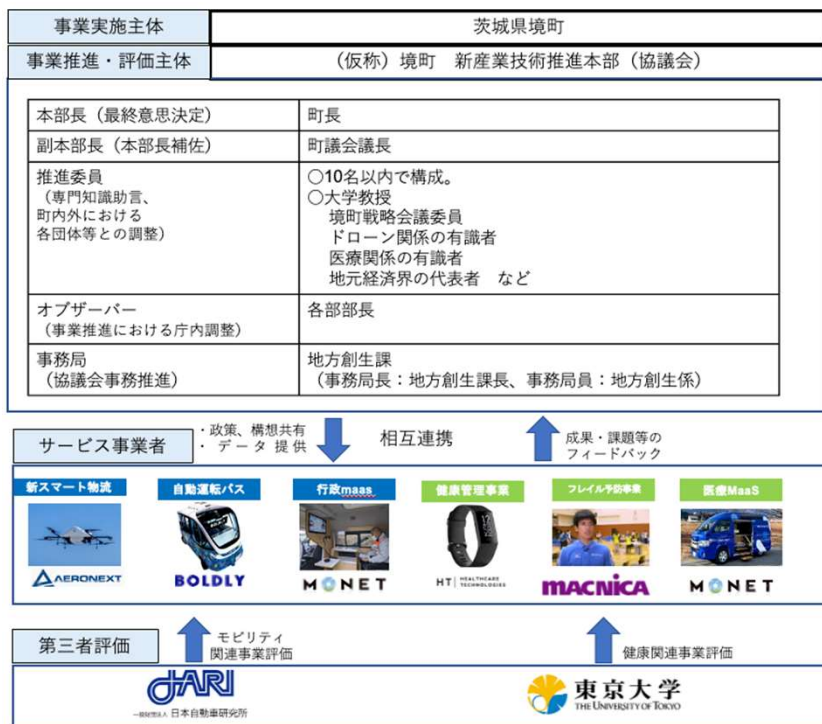 事業実施主体
茨城県境町
事業推進・評価主体
（仮称）境町　新産業技術推進本部（協議会）
本部長（最終意思決定）
町長
副本部長（本部長補佐）
町議会議長
推進委員
（専門知識助言、
町内外における
各団体等との調整）
○10名以内で構成。
○大学教授
境町戦略会議委員
ドローン関係の有識者
医療関係の有識者
地元経済界の代表者　など
オブザーバー
（事業推進における庁内調整）
各部部長
事務局
（協議会事務推進）
地方創生課
（事務局長：地方創生課長、事務局員：地方創生係）
サービス事業者
・政策、構想共有
・データ提供
相互連携
成果・課題等の
フィードバック
新スマート物流
自動運転バス
行政maas
健康管理事業
フレイル予防事業
医療MaaS
AERONEXT
BOLDLY
MONET
HT | HEALTHCARE
TECHNOLOGIES
MACNICA
MONET
第三者評価
モビリティ
関連事業評価
健康関連事業評価
JARI
一般財団法人 日本自動車研究所
東京大学
THE UNIVERSITY OF TOKYO